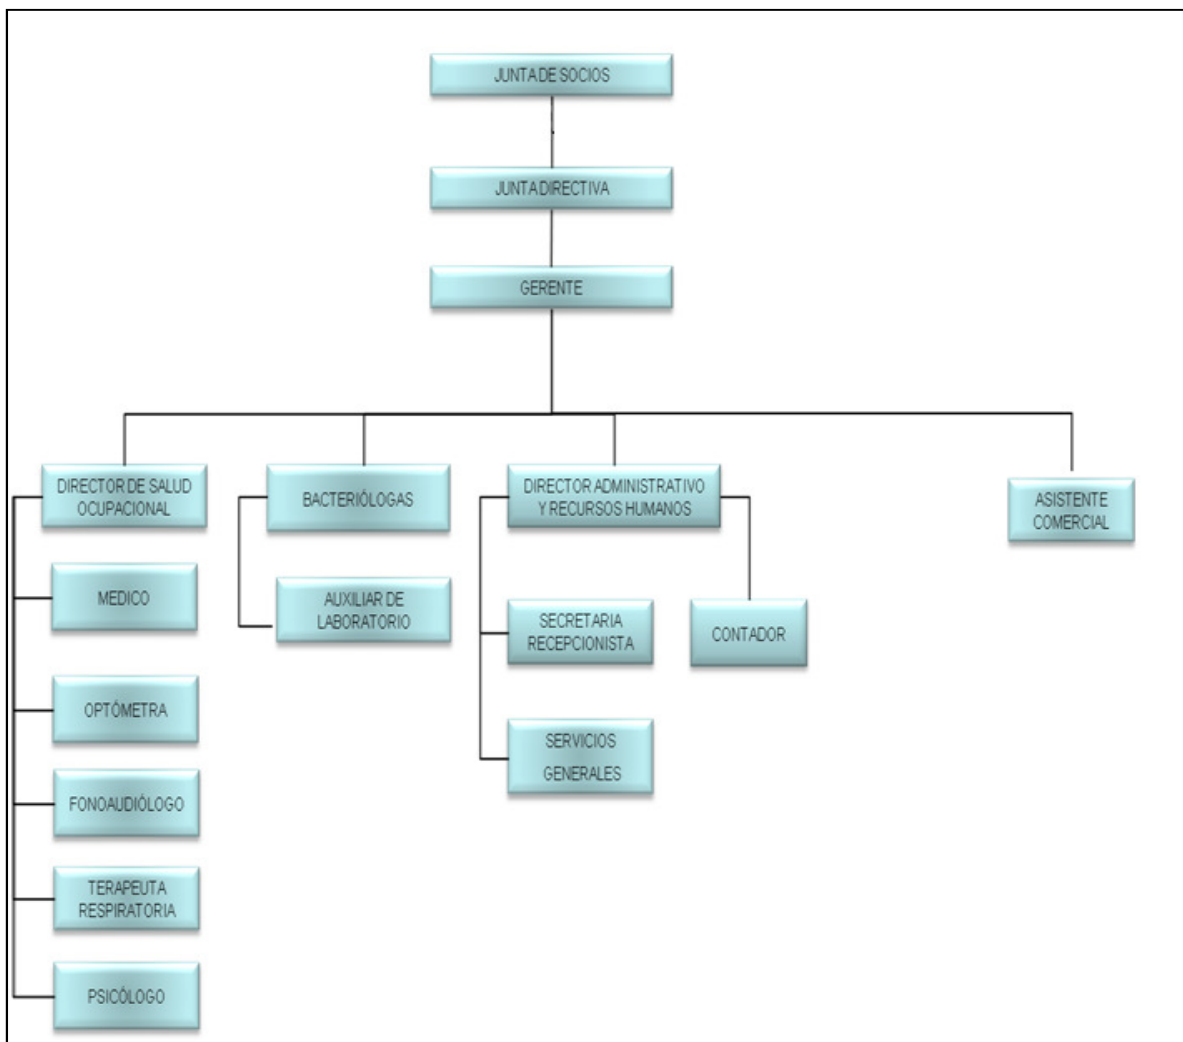 JUNTA DE SOCIOS
JUNTA DIRECTIVA
GERENTE
DIRECTOR DE SALUD
OCUPACIONAL
BACTERIÓLOGAS
DIRECTOR ADMINISTRATIVO
Y RECURSOS HUMANOS
ASISTENTE
COMERCIAL
MEDICO
OPTÓMETRA
FONOAUDIÓLOGO
TERAPEUTA
RESPIRATORIA
PSICÓLOGO
AUXILIAR DE
LABORATORIO
SECRETARIA
RECEPCIONISTA
SERVICIOS
GENERALES
CONTADOR